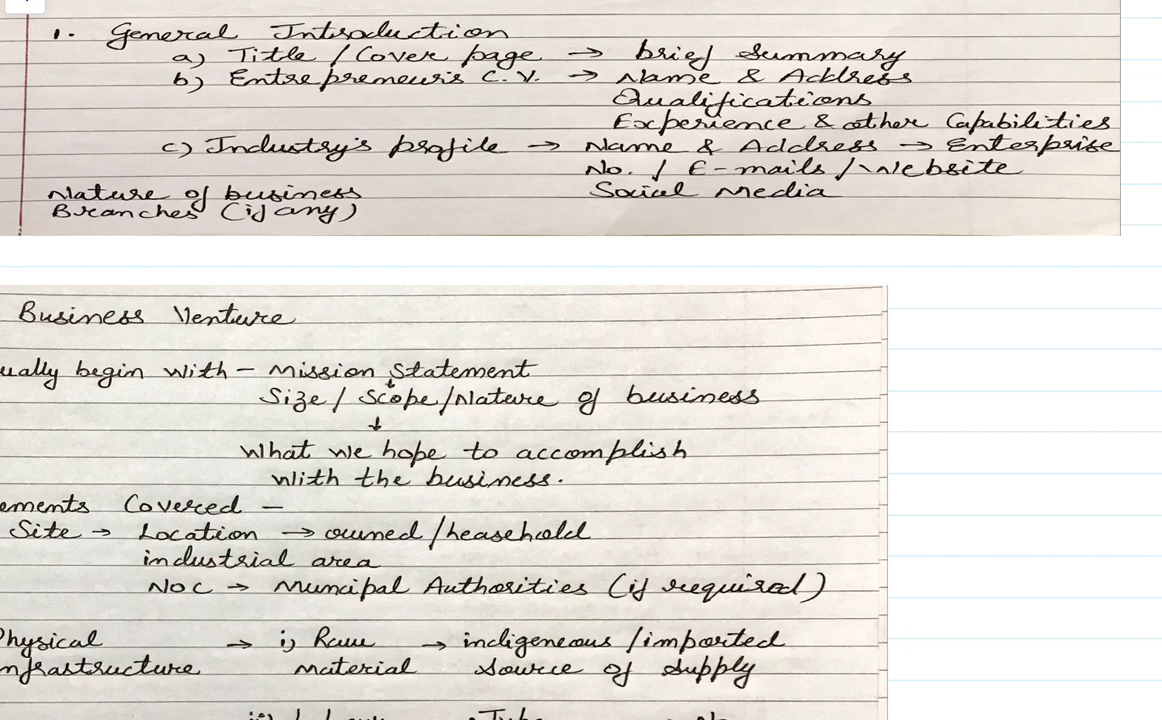 1. General Introduction
a) Title / Cover page → brief Summary
b) Entrepreneur's C.V. → Name & Address
Qualifications
Experience & other Capabilities
c) Industry's profile → Name & Address → Enterprise
No. / E-mails / Website
Nature of business Social Media
Branches (if any)
Business Venture
ually begin with - Mission Statement
↓
Size / Scope/Nature of business
↓
What we hope to accomplish
With the business.
ements Covered -
Site → Location → owned /leasehold
industrial area
NOC → Muncipal Authorities (if required)
Physical → i) Raw → indigeneous /imported
nfrastructure Material Source of Supply